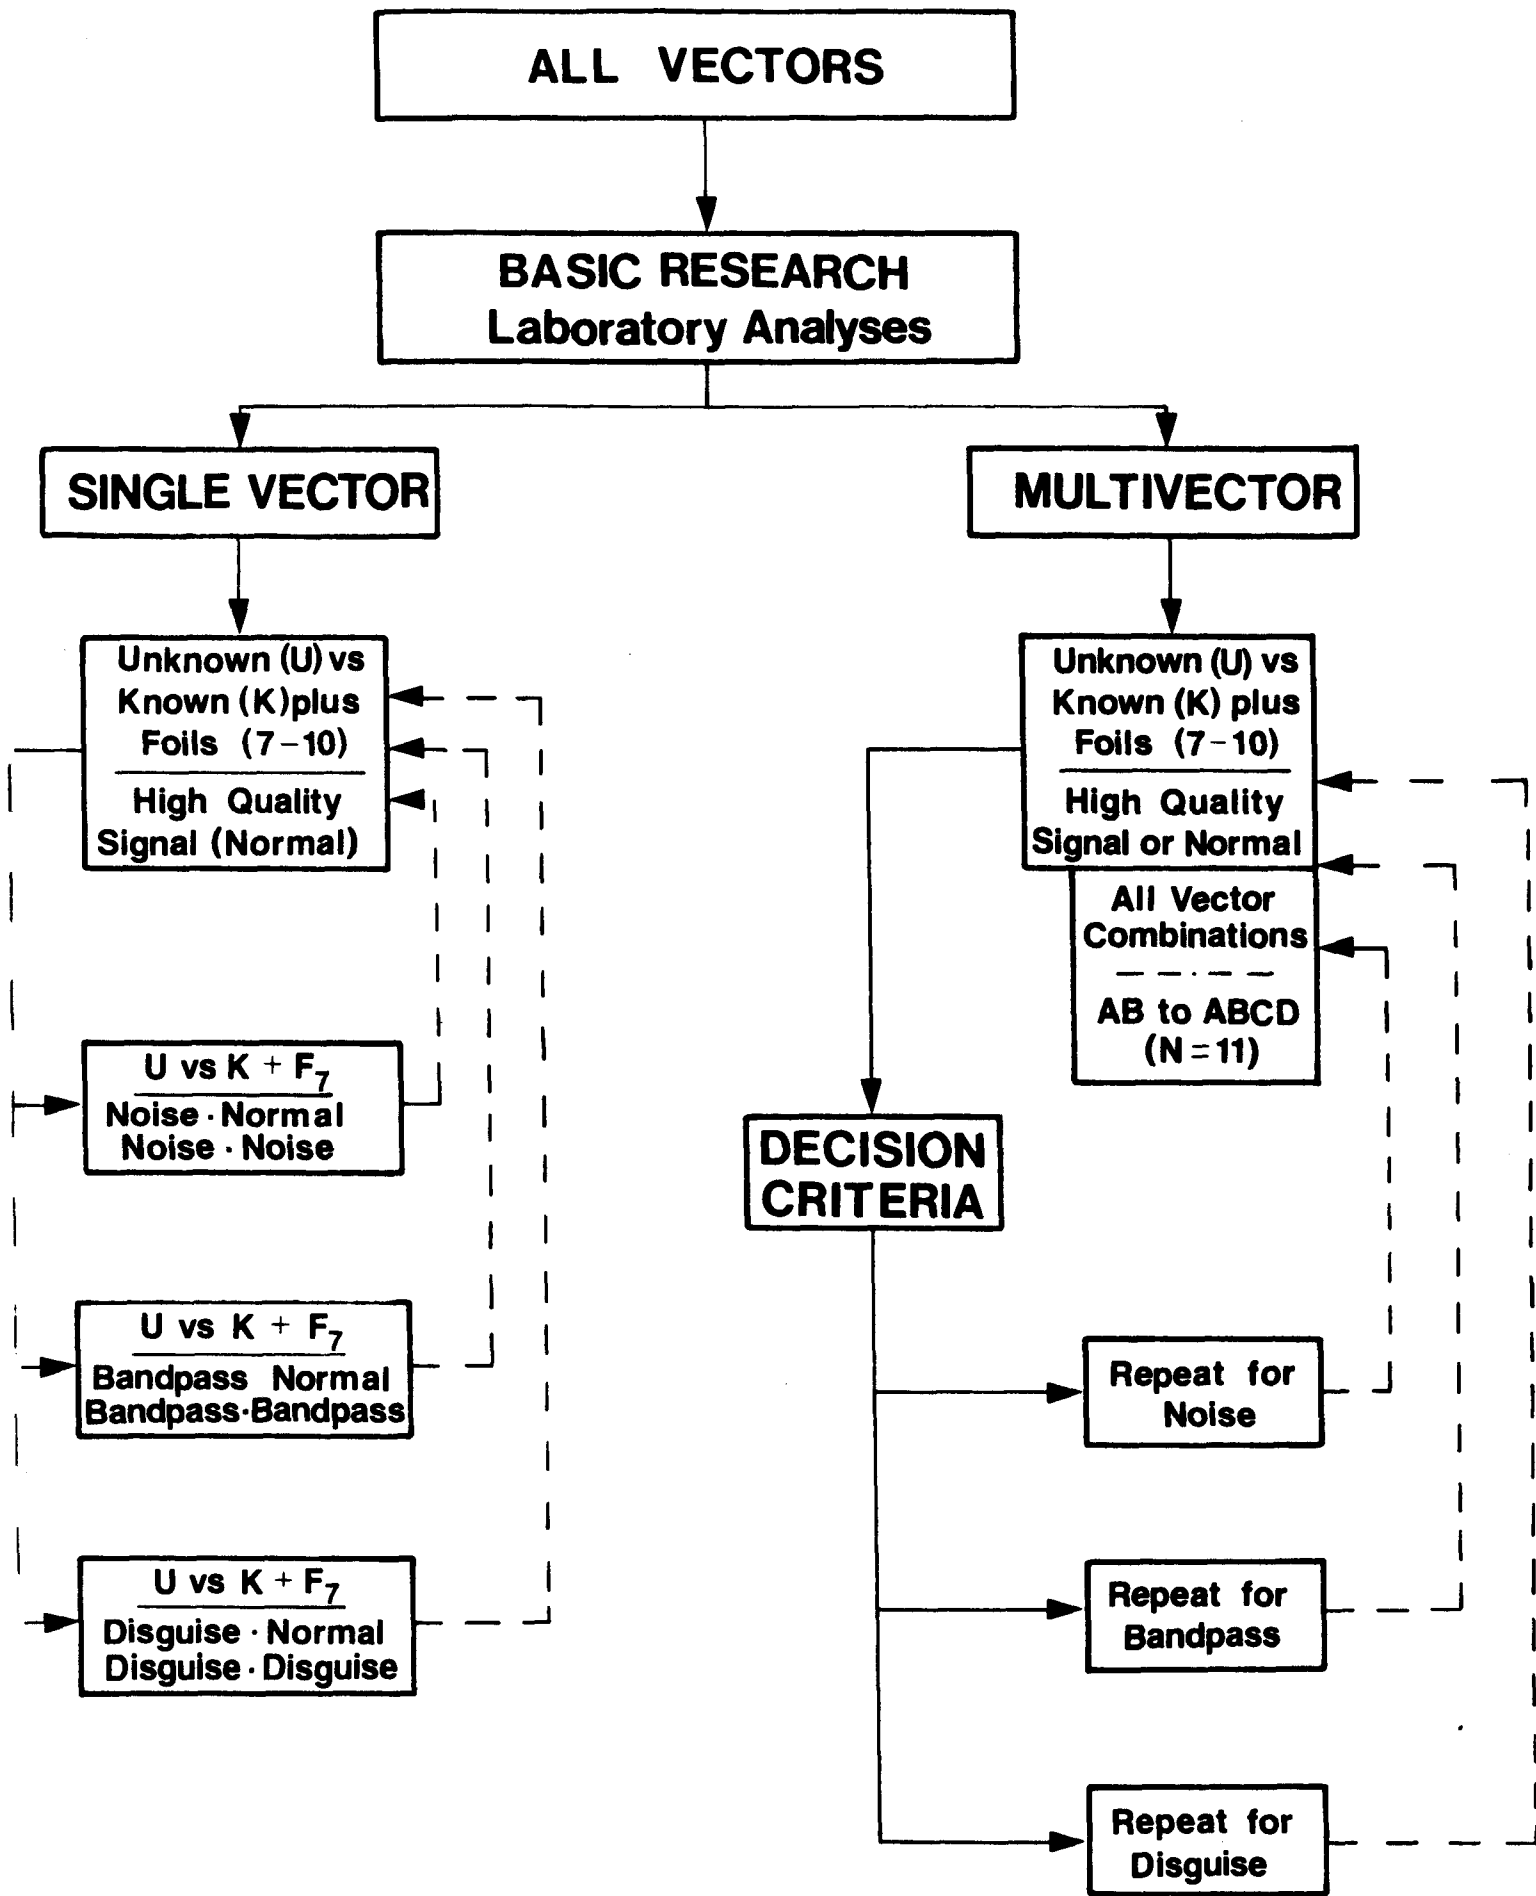 ALL VECTORS
BASIC RESEARCH
Laboratory Analyses
SINGLE VECTOR
Unknown (U) vs
Known (K) plus
Foils (7-10)
High Quality
Signal (Normal)
U vs K + F₇
Noise · Normal
Noise · Noise
U vs K + F₇
Bandpass Normal
Bandpass · Bandpass
U vs K + F₇
Disguise · Normal
Disguise · Disguise
MULTIVECTOR
Unknown (U) vs
Known (K) plus
Foils (7-10)
High Quality
Signal or Normal
All Vector
Combinations
AB to ABCD
(N = 11)
DECISION
CRITERIA
Repeat for
Noise
Repeat for
Bandpass
Repeat for
Disguise